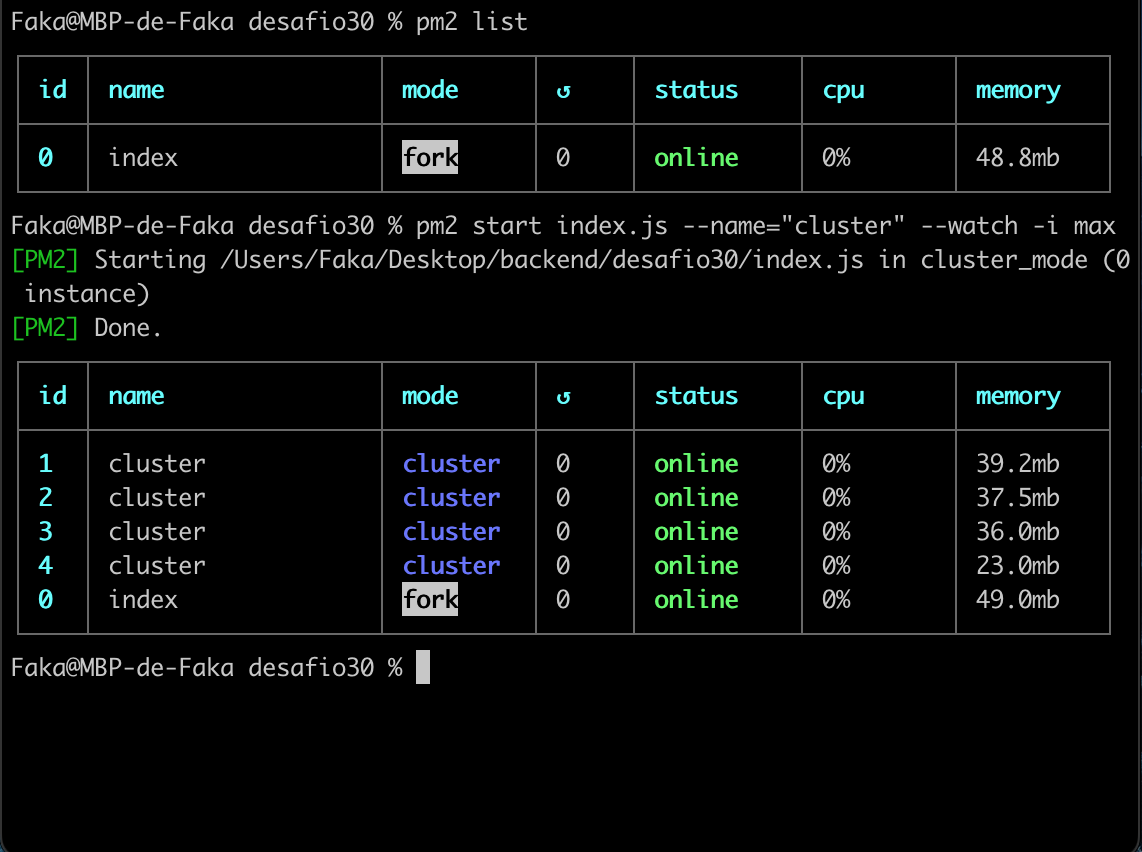 Faka@MBP-de-Faka desafio30 % pm2 list
id name mode ↺ status cpu memory
0 index fork 0 online 0% 48.8mb
Faka@MBP-de-Faka desafio30 % pm2 start index.js --name="cluster" --watch -i max
[PM2] Starting /Users/Faka/Desktop/backend/desafio30/index.js in cluster_mode (0
instance)
[PM2] Done.
id name mode ↺ status cpu memory
1 cluster cluster 0 online 0% 39.2mb
2 cluster cluster 0 online 0% 37.5mb
3 cluster cluster 0 online 0% 36.0mb
4 cluster cluster 0 online 0% 23.0mb
0 index fork 0 online 0% 49.0mb
Faka@MBP-de-Faka desafio30 %